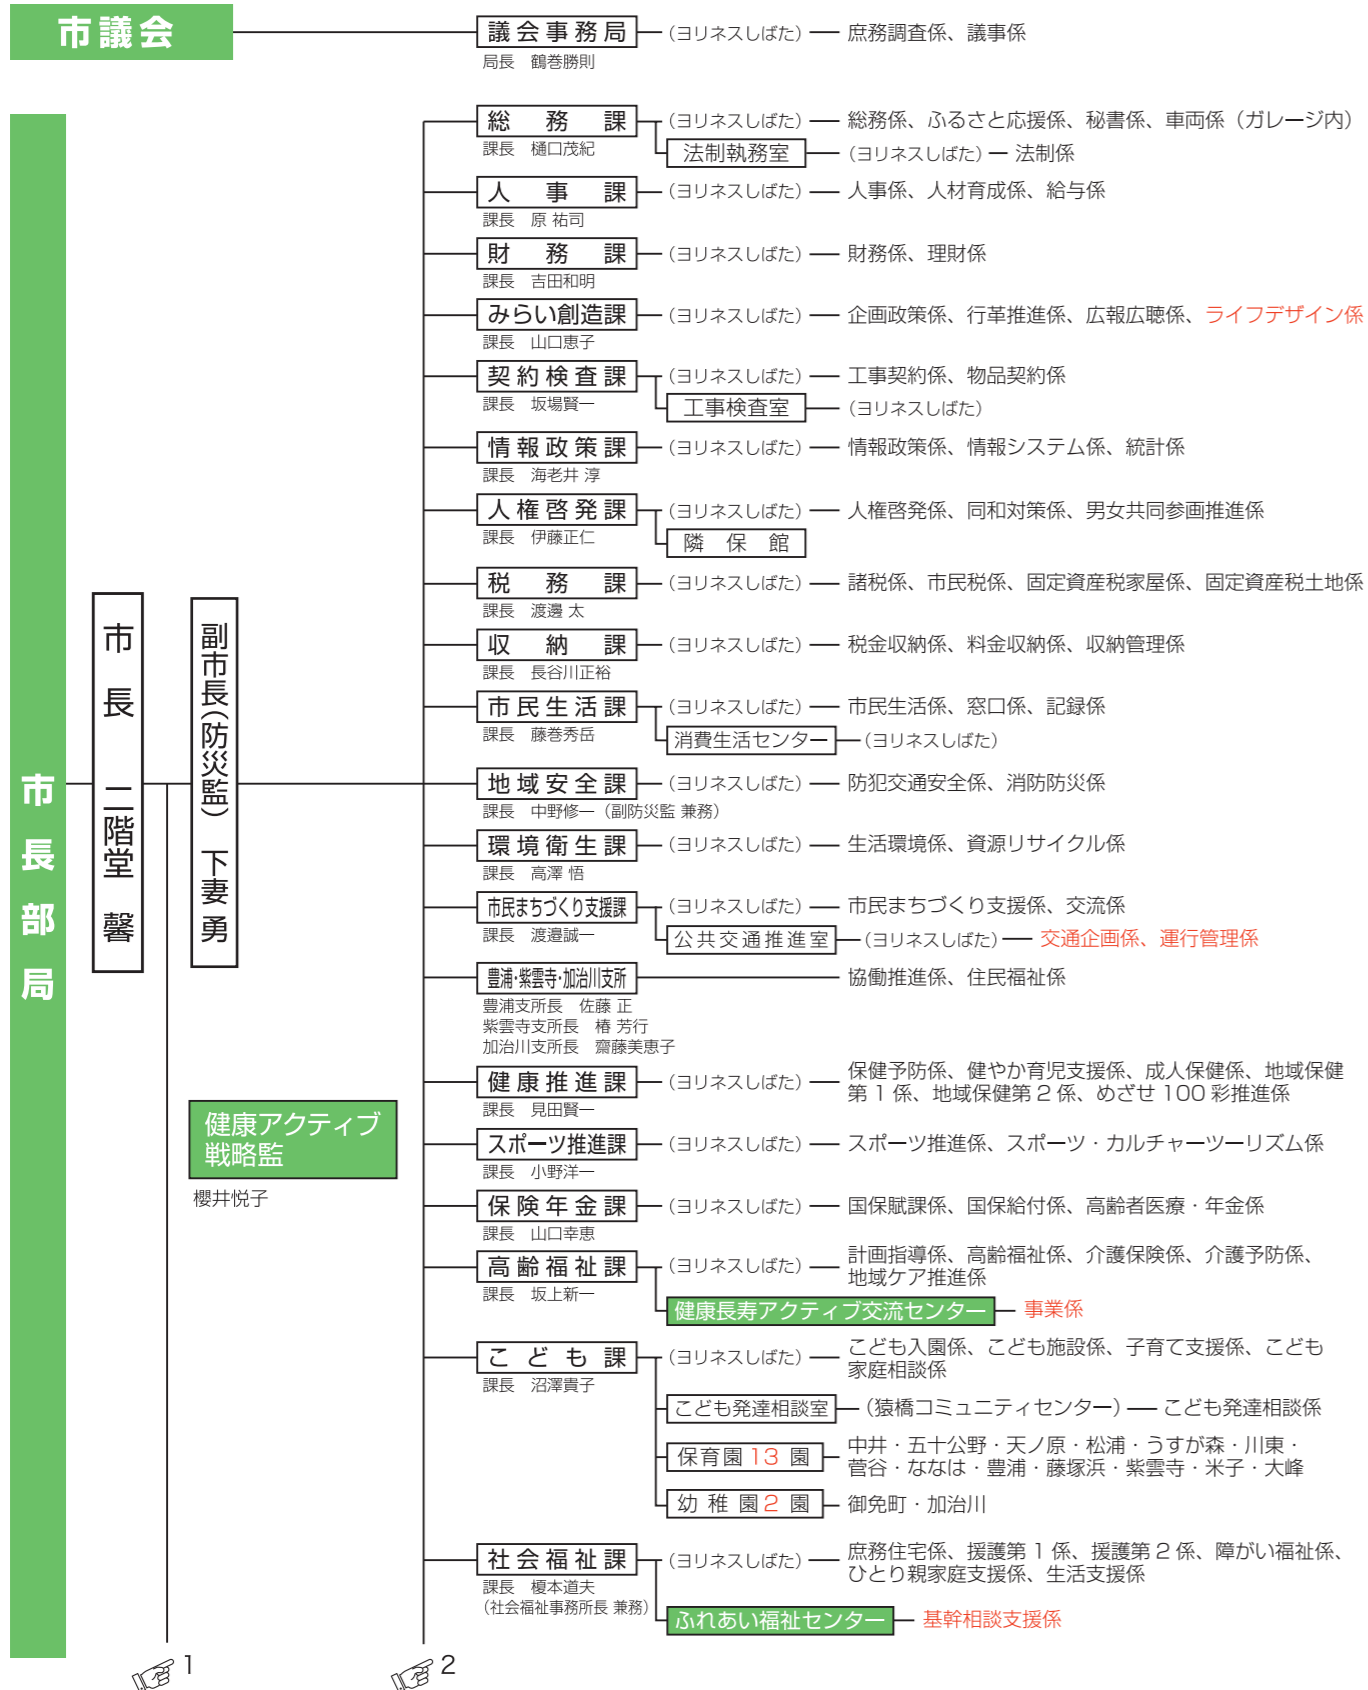 市議会
議会事務局 (ヨリネスしばた) 庶務調査係、議事係
局長 鶴巻勝則
総務課 (ヨリネスしばた) 総務係、ふるさと応援係、秘書係、車両係（ガレージ内）
課長 樋口茂紀
法制執務室 (ヨリネスしばた) 法制係
人事課 (ヨリネスしばた) 人事係、人材育成係、給与係
課長 原 祐司
財務課 (ヨリネスしばた) 財務係、理財係
課長 吉田和明
みらい創造課 (ヨリネスしばた) 企画政策係、行革推進係、広報広聴係、ライフデザイン係
課長 山口恵子
契約検査課 (ヨリネスしばた) 工事契約係、物品契約係
課長 坂場賢一
工事検査室 (ヨリネスしばた)
情報政策課 (ヨリネスしばた) 情報政策係、情報システム係、統計係
課長 海老井 淳
人権啓発課 (ヨリネスしばた) 人権啓発係、同和対策係、男女共同参画推進係
課長 伊藤正仁
隣保館
税務課 (ヨリネスしばた) 諸税係、市民税係、固定資産税家屋係、固定資産税土地係
課長 渡邊 太
収納課 (ヨリネスしばた) 税金収納係、料金収納係、収納管理係
課長 長谷川正裕
市民生活課 (ヨリネスしばた) 市民生活係、窓口係、記録係
課長 藤巻秀岳
消費生活センター (ヨリネスしばた)
市長部局
市長 二階堂 馨
副市長（防災監） 下妻 勇
地域安全課 (ヨリネスしばた) 防犯交通安全係、消防防災係
課長 中野修一（副防災監 兼務）
環境衛生課 (ヨリネスしばた) 生活環境係、資源リサイクル係
課長 高澤 悟
市民まちづくり支援課 (ヨリネスしばた) 市民まちづくり支援係、交流係
課長 渡邉誠一
公共交通推進室 (ヨリネスしばた) 交通企画係、運行管理係
豊浦・紫雲寺・加治川支所 協働推進係、住民福祉係
豊浦支所長 佐藤 正
紫雲寺支所長 椿 芳行
加治川支所長 齋藤美恵子
健康推進課 (ヨリネスしばた) 保健予防係、健やか育児支援係、成人保健係、地域保健
第１係、地域保健第２係、めざせ 100 彩推進係
課長 見田賢一
健康アクティブ
戦略監
櫻井悦子
スポーツ推進課 (ヨリネスしばた) スポーツ推進係、スポーツ・カルチャーツーリズム係
課長 小野洋一
保険年金課 (ヨリネスしばた) 国保賦課係、国保給付係、高齢者医療・年金係
課長 山口幸恵
高齢福祉課 (ヨリネスしばた) 計画指導係、高齢福祉係、介護保険係、介護予防係、
地域ケア推進係
課長 坂上新一
健康長寿アクティブ交流センター 事業係
こども課 (ヨリネスしばた) こども入園係、こども施設係、子育て支援係、こども
家庭相談係
課長 沼澤貴子
こども発達相談室 (猿橋コミュニティセンター) こども発達相談係
保育園 13 園 中井・五十公野・天ノ原・松浦・うすが森・川東・
菅谷・ななは・豊浦・藤塚浜・紫雲寺・米子・大峰
幼稚園 2 園 御免町・加治川
社会福祉課 (ヨリネスしばた) 庶務住宅係、援護第１係、援護第２係、障がい福祉係、
ひとり親家庭支援係、生活支援係
課長 榎本道夫
（社会福祉事務所長 兼務）
ふれあい福祉センター 基幹相談支援係
1
2